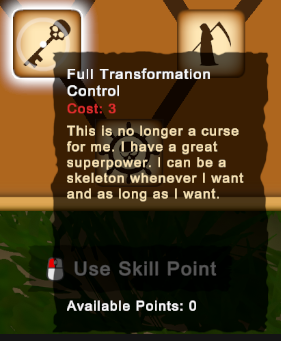 Full Transformation
Control
Cost: 3
This is no longer a curse
for me. I have a great
superpower. I can be a
skeleton whenever I want
and as long as I want.
Use Skill Point
Available Points: 0